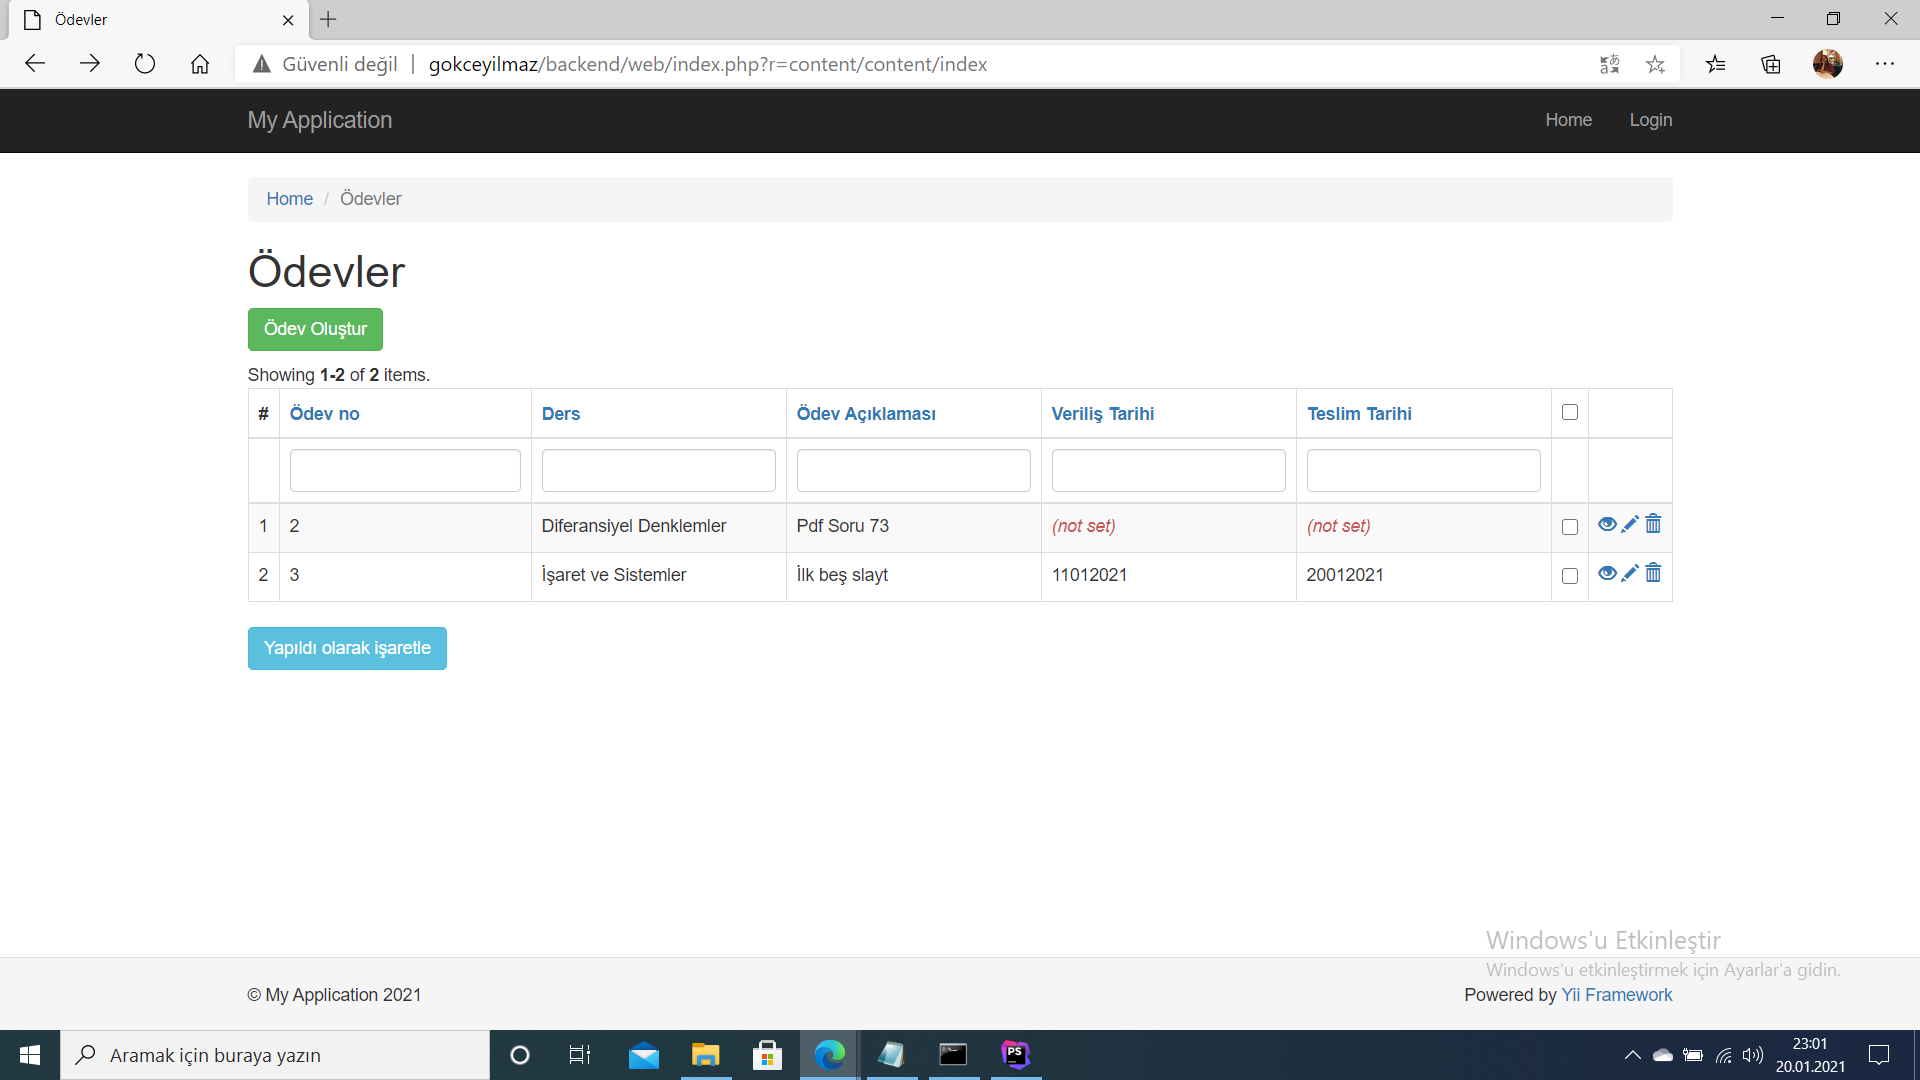 Ödevler
Güvenli değil | gokceyilmaz/backend/web/index.php?r=content/content/index
My Application Home Login
Home / Ödevler
Ödevler
Ödev Oluştur
Showing 1-2 of 2 items.
# Ödev no Ders Ödev Açıklaması Veriliş Tarihi Teslim Tarihi
1 2 Diferansiyel Denklemler Pdf Soru 73 (not set) (not set)
2 3 İşaret ve Sistemler İlk beş slayt 11012021 20012021
Yapıldı olarak işaretle
Windows'u Etkinleştir
Windows'u etkinleştirmek için Ayarlar'a gidin.
© My Application 2021 Powered by Yii Framework
Aramak için buraya yazın
PS
23:01
20.01.2021